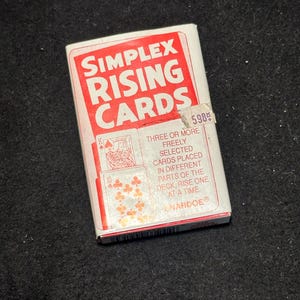 SIMPLEX
RISING
CARDS
THREE OR MORE
FREELY
SELECTED
CARDS PLACED
IN DIFFERENT
PARTS OF THE
DECK, RISE ONE
AT A TIME.